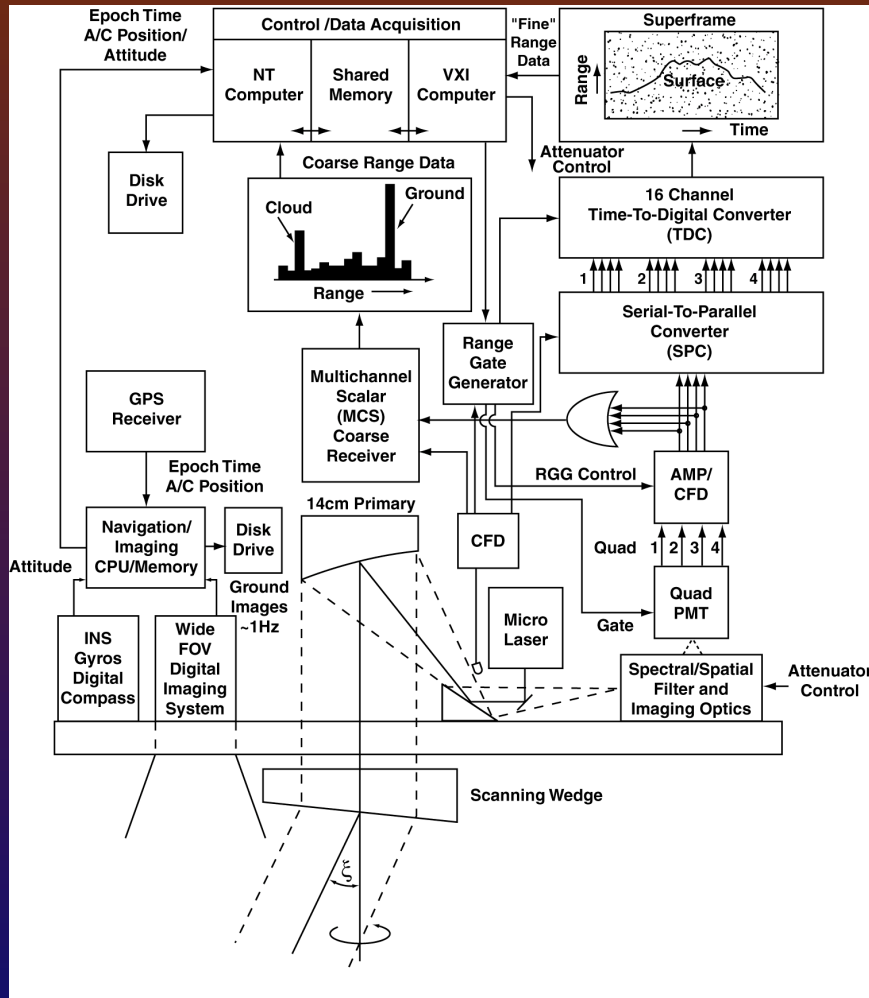 Epoch Time
A/C Position/
Attitude
Control /Data Acquisition
NT
Computer
Shared
Memory
VXI
Computer
"Fine"
Range
Data
Superframe
Range
Surface
Time
Disk
Drive
Coarse Range Data
Attenuator
Control
Cloud
Ground
Range
16 Channel
Time-To-Digital Converter
(TDC)
1 2 3 4
Serial-To-Parallel
Converter
(SPC)
Range
Gate
Generator
Multichannel
Scalar
(MCS)
Coarse
Receiver
GPS
Receiver
Epoch Time
A/C Position
RGG Control
AMP/
CFD
14cm Primary
Navigation/
Imaging
CPU/Memory
Disk
Drive
CFD
Quad
1 2 3 4
Attitude
Ground
Images
~1Hz
Micro
Laser
Quad
PMT
Gate
INS
Gyros
Digital
Compass
Wide
FOV
Digital
Imaging
System
Spectral/Spatial
Filter and
Imaging Optics
Attenuator
Control
Scanning Wedge
ξ